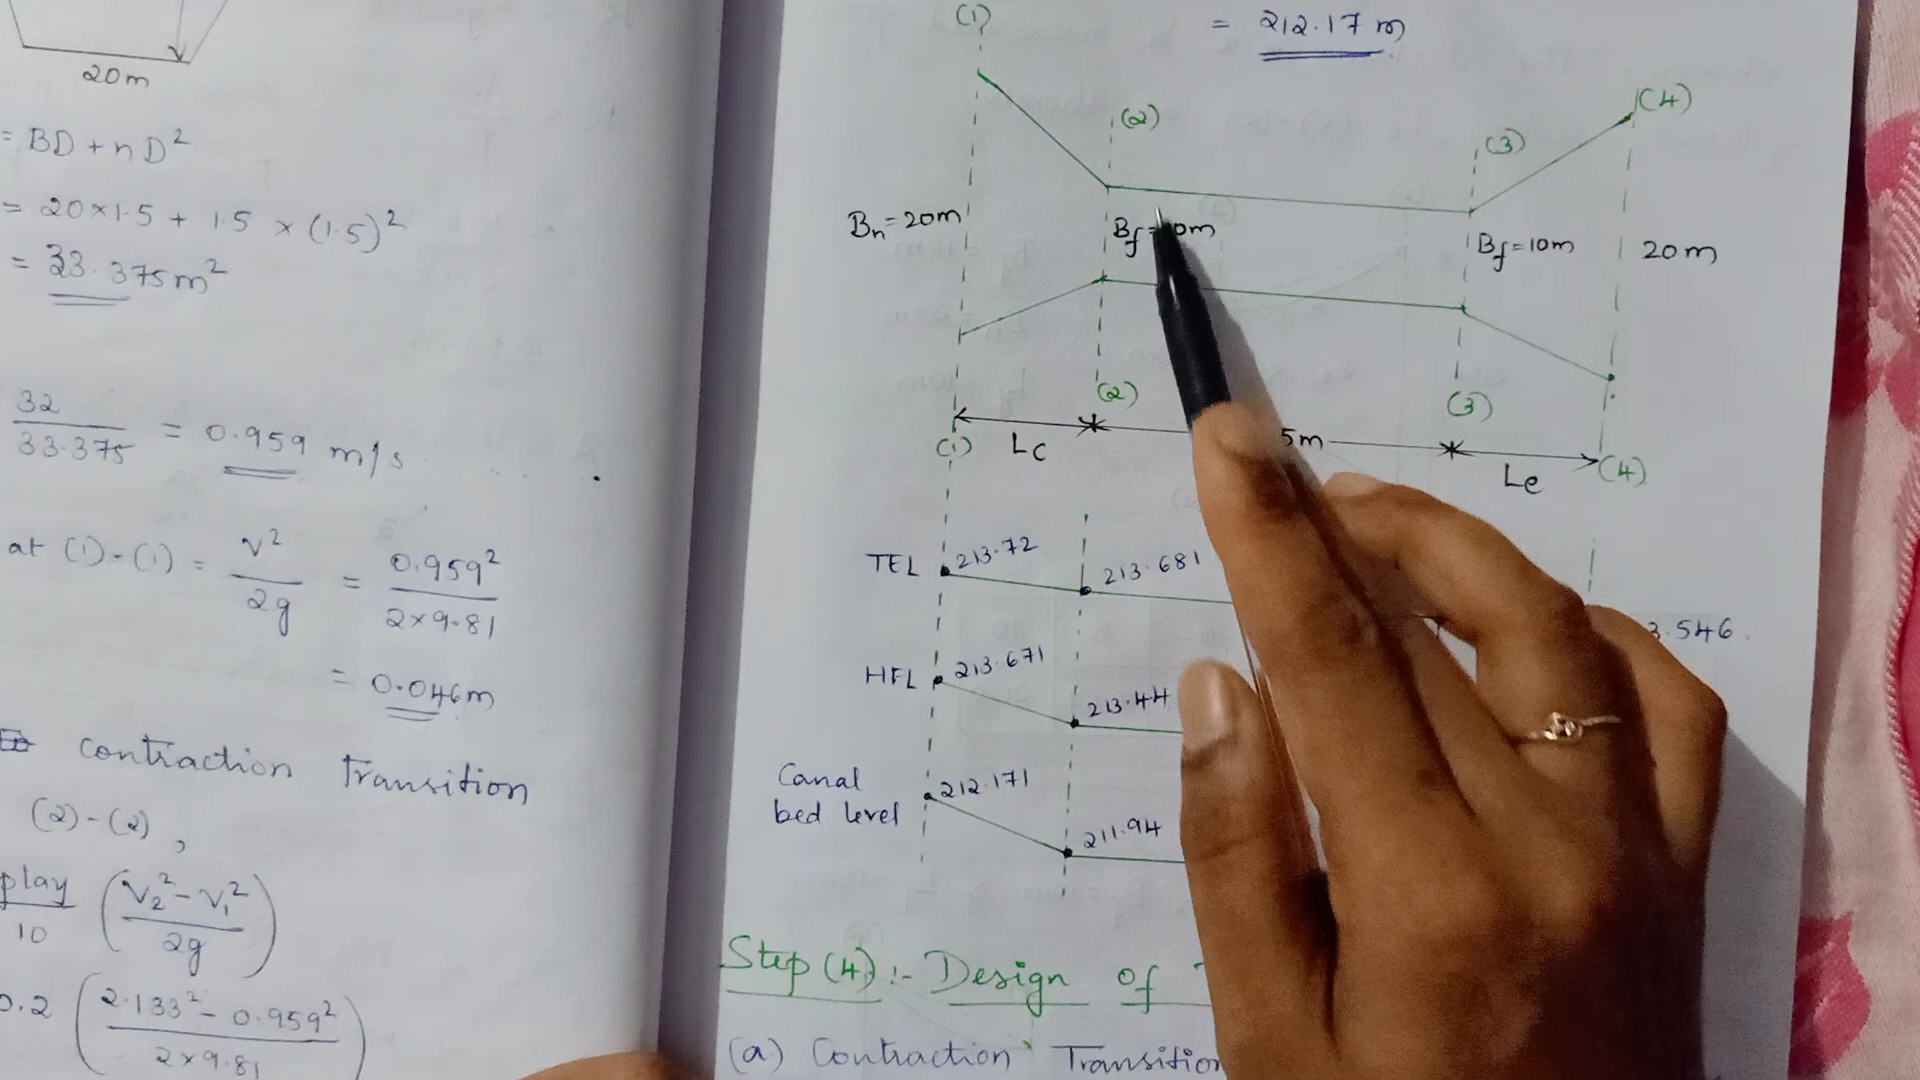 20m
= BD + nD²
= 20×1.5 + 1.5 × (1.5)²
= 33.375m²
32 / 33.375 = 0.959 m/s
at (1)-(1) = v² / 2g = 0.959² / 2×9.81
= 0.046m
Contraction Transition
(2)-(2),
/ 10 (V₂² - V₁² / 2g)
0.2 (2.133² - 0.959² / 2×9.81
= 212.17 m
(1)
(2)
(3)
(4)
Bn = 20m
Bf =
Bf = 10m
20m
(2)
(3)
(1)
Lc
5m
Le
(4)
TEL 213.72 213.681
3.546
HFL 213.671 213.44
Canal
bed level
212.171 211.94
Step (4) :- Design of
(a) Contraction Transition